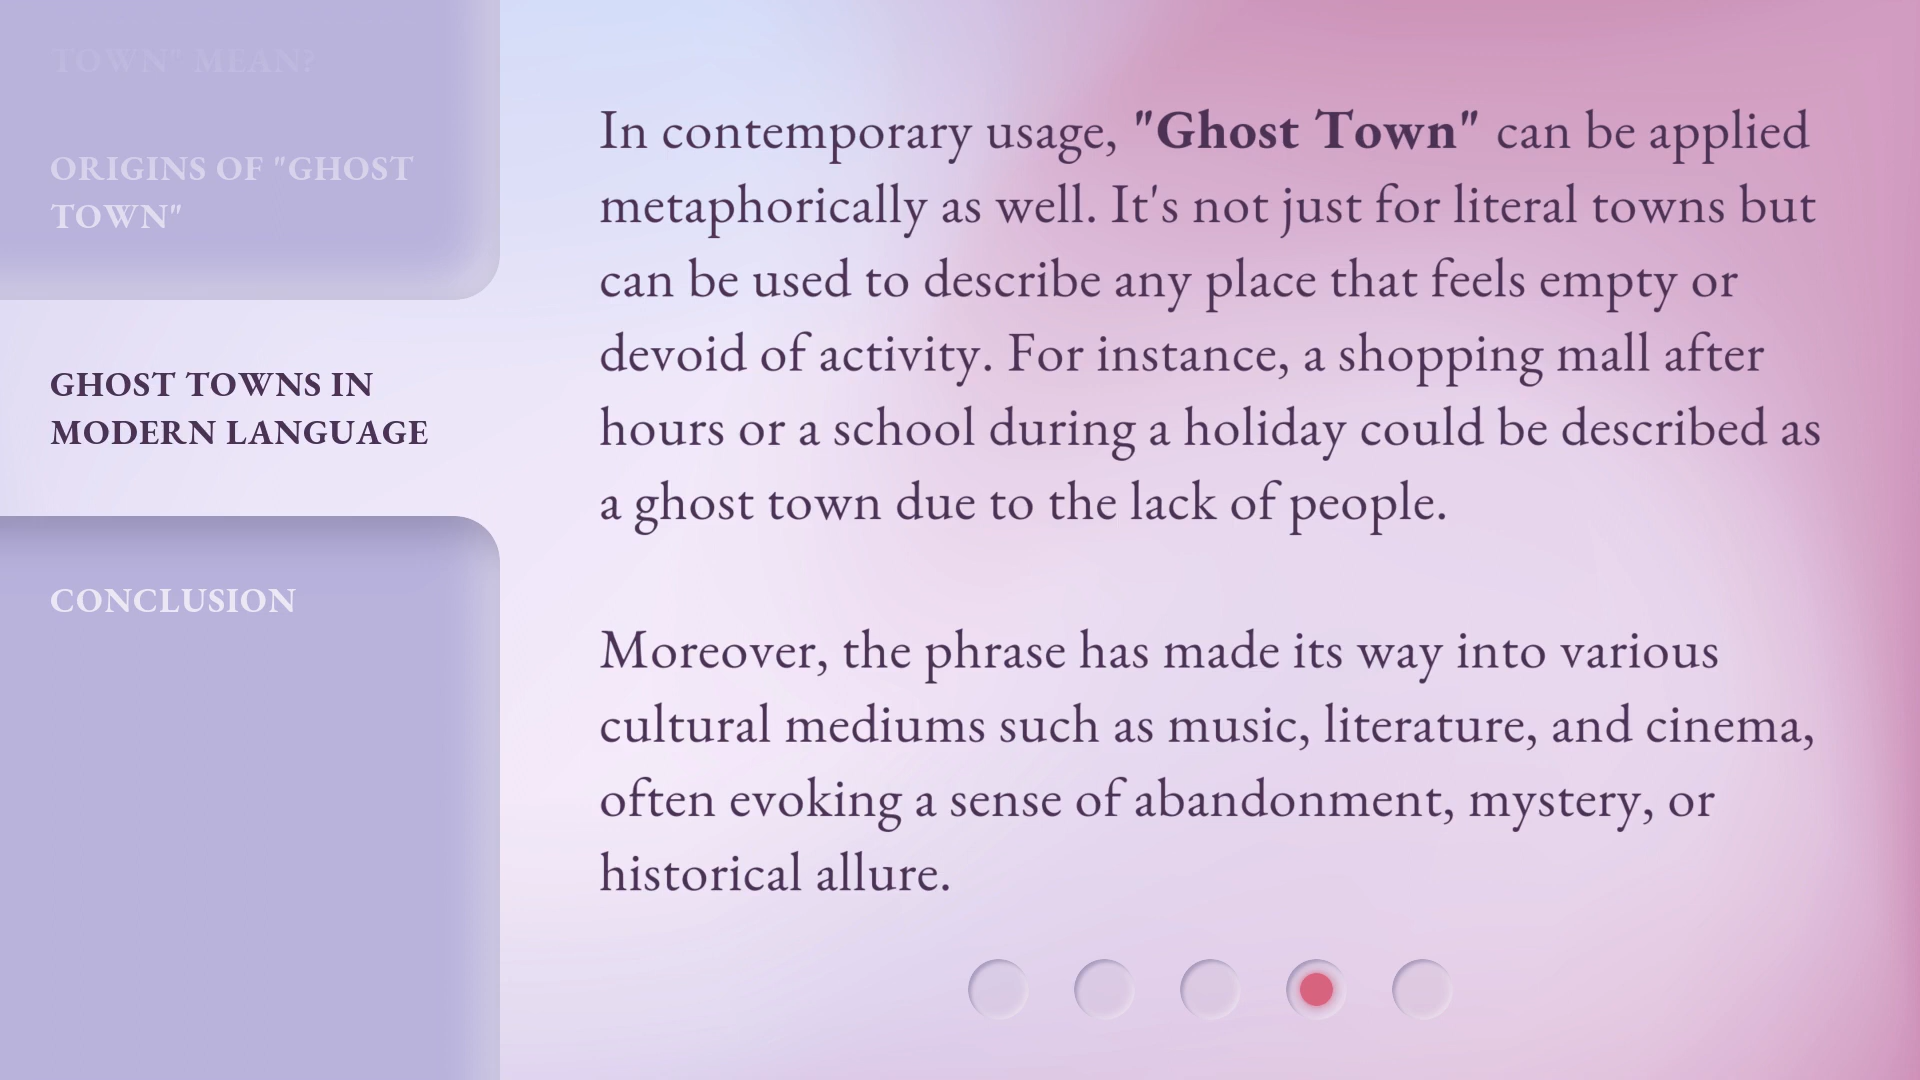 TOWN" MEAN?
ORIGINS OF "GHOST
TOWN"
GHOST TOWNS IN
MODERN LANGUAGE
CONCLUSION
In contemporary usage, "Ghost Town" can be applied
metaphorically as well. It's not just for literal towns but
can be used to describe any place that feels empty or
devoid of activity. For instance, a shopping mall after
hours or a school during a holiday could be described as
a ghost town due to the lack of people.
Moreover, the phrase has made its way into various
cultural mediums such as music, literature, and cinema,
often evoking a sense of abandonment, mystery, or
historical allure.